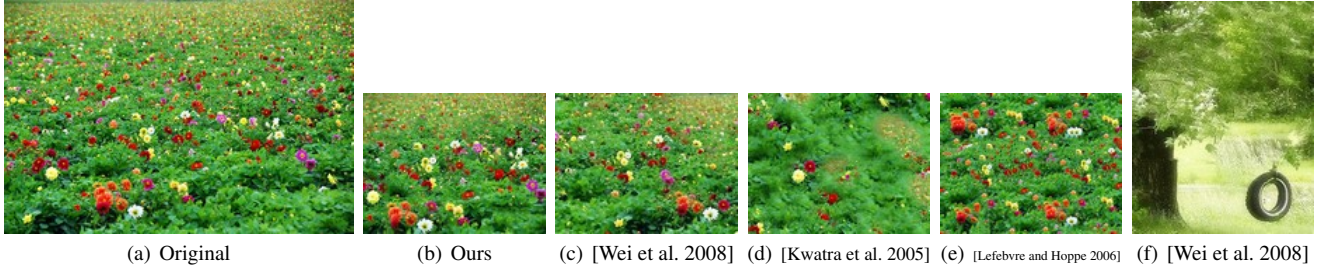 (a) Original (b) Ours (c) [Wei et al. 2008] (d) [Kwatra et al. 2005] (e) [Lefebvre and Hoppe 2006] (f) [Wei et al. 2008]